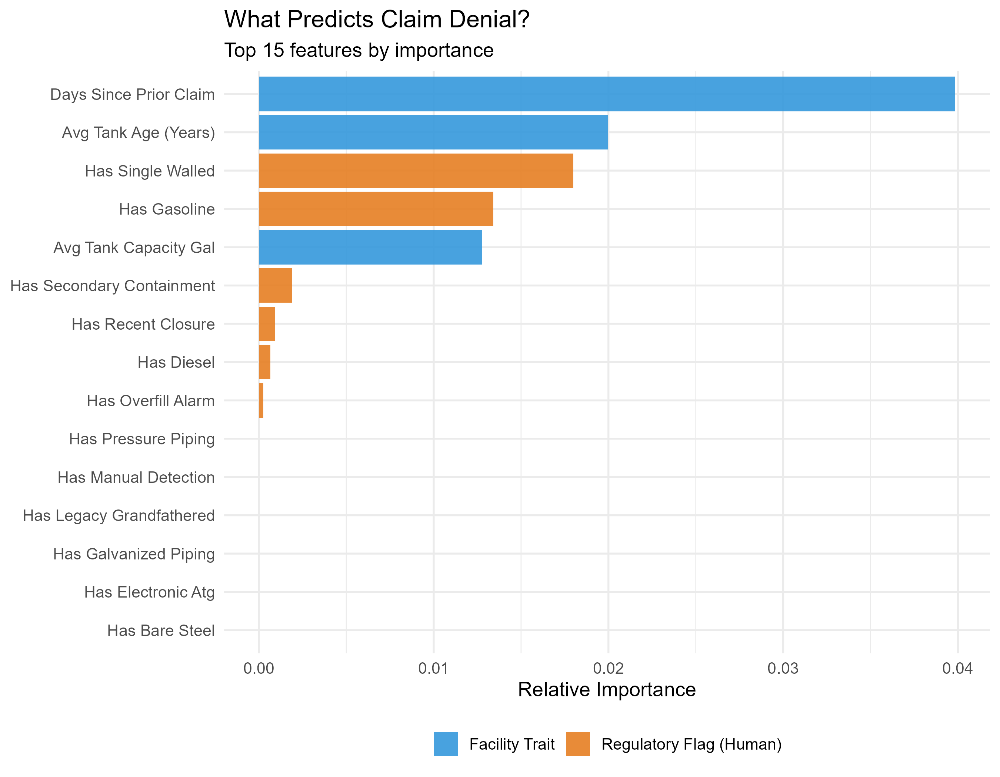 What Predicts Claim Denial?
Top 15 features by importance
Days Since Prior Claim
Avg Tank Age (Years)
Has Single Walled
Has Gasoline
Avg Tank Capacity Gal
Has Secondary Containment
Has Recent Closure
Has Diesel
Has Overfill Alarm
Has Pressure Piping
Has Manual Detection
Has Legacy Grandfathered
Has Galvanized Piping
Has Electronic Atg
Has Bare Steel
0.00 0.01 0.02 0.03 0.04
Relative Importance
Facility Trait Regulatory Flag (Human)